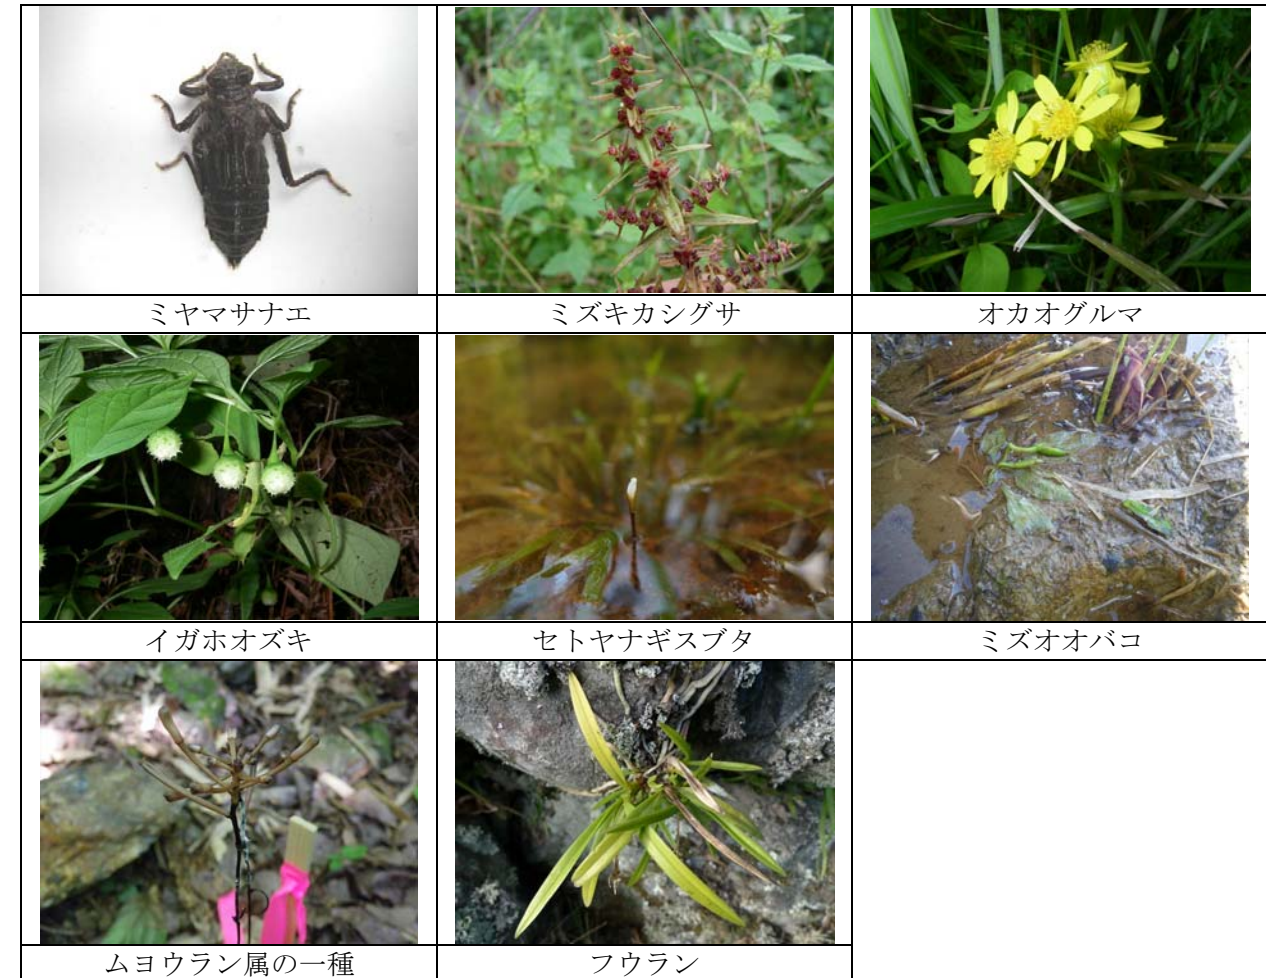 ミヤマサナエ
ミズキカシグサ
オカオグルマ
イガホオズキ
セトヤナギスブタ
ミズオオバコ
ムヨウラン属の一種
フウラン